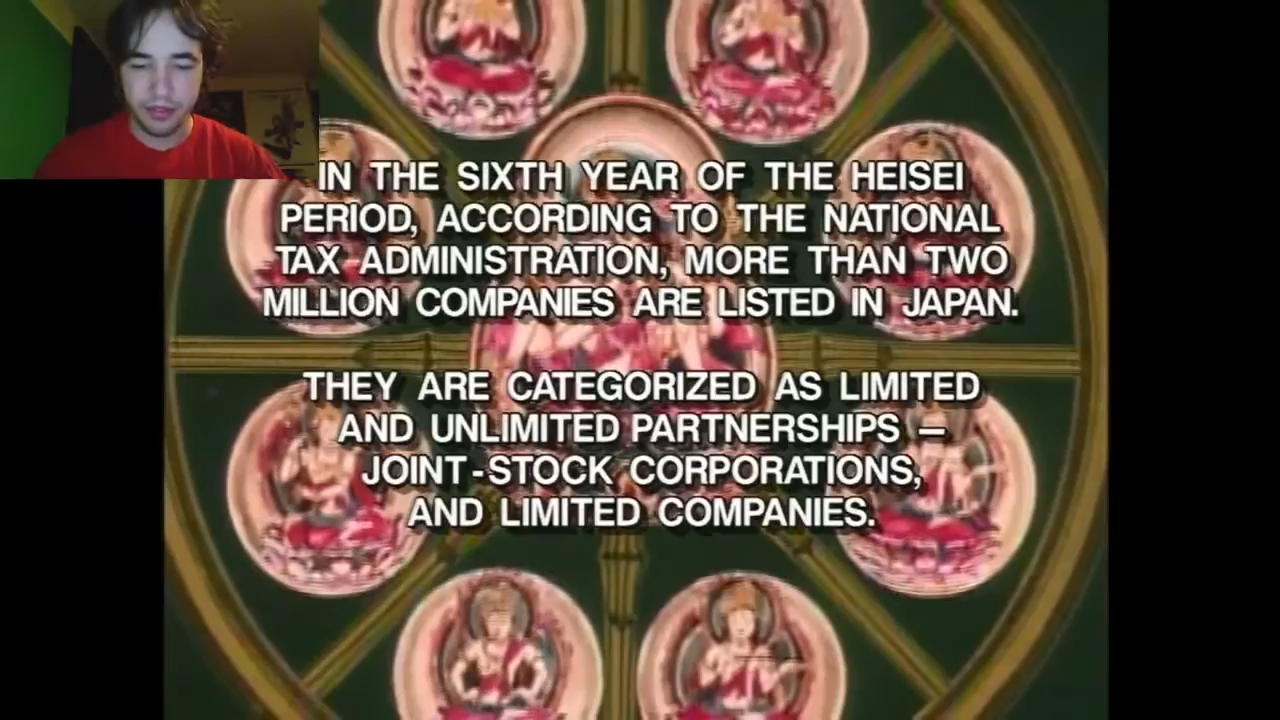 IN THE SIXTH YEAR OF THE HEISEI
PERIOD, ACCORDING TO THE NATIONAL
TAX ADMINISTRATION, MORE THAN TWO
MILLION COMPANIES ARE LISTED IN JAPAN.
THEY ARE CATEGORIZED AS LIMITED
AND UNLIMITED PARTNERSHIPS –
JOINT-STOCK CORPORATIONS,
AND LIMITED COMPANIES.